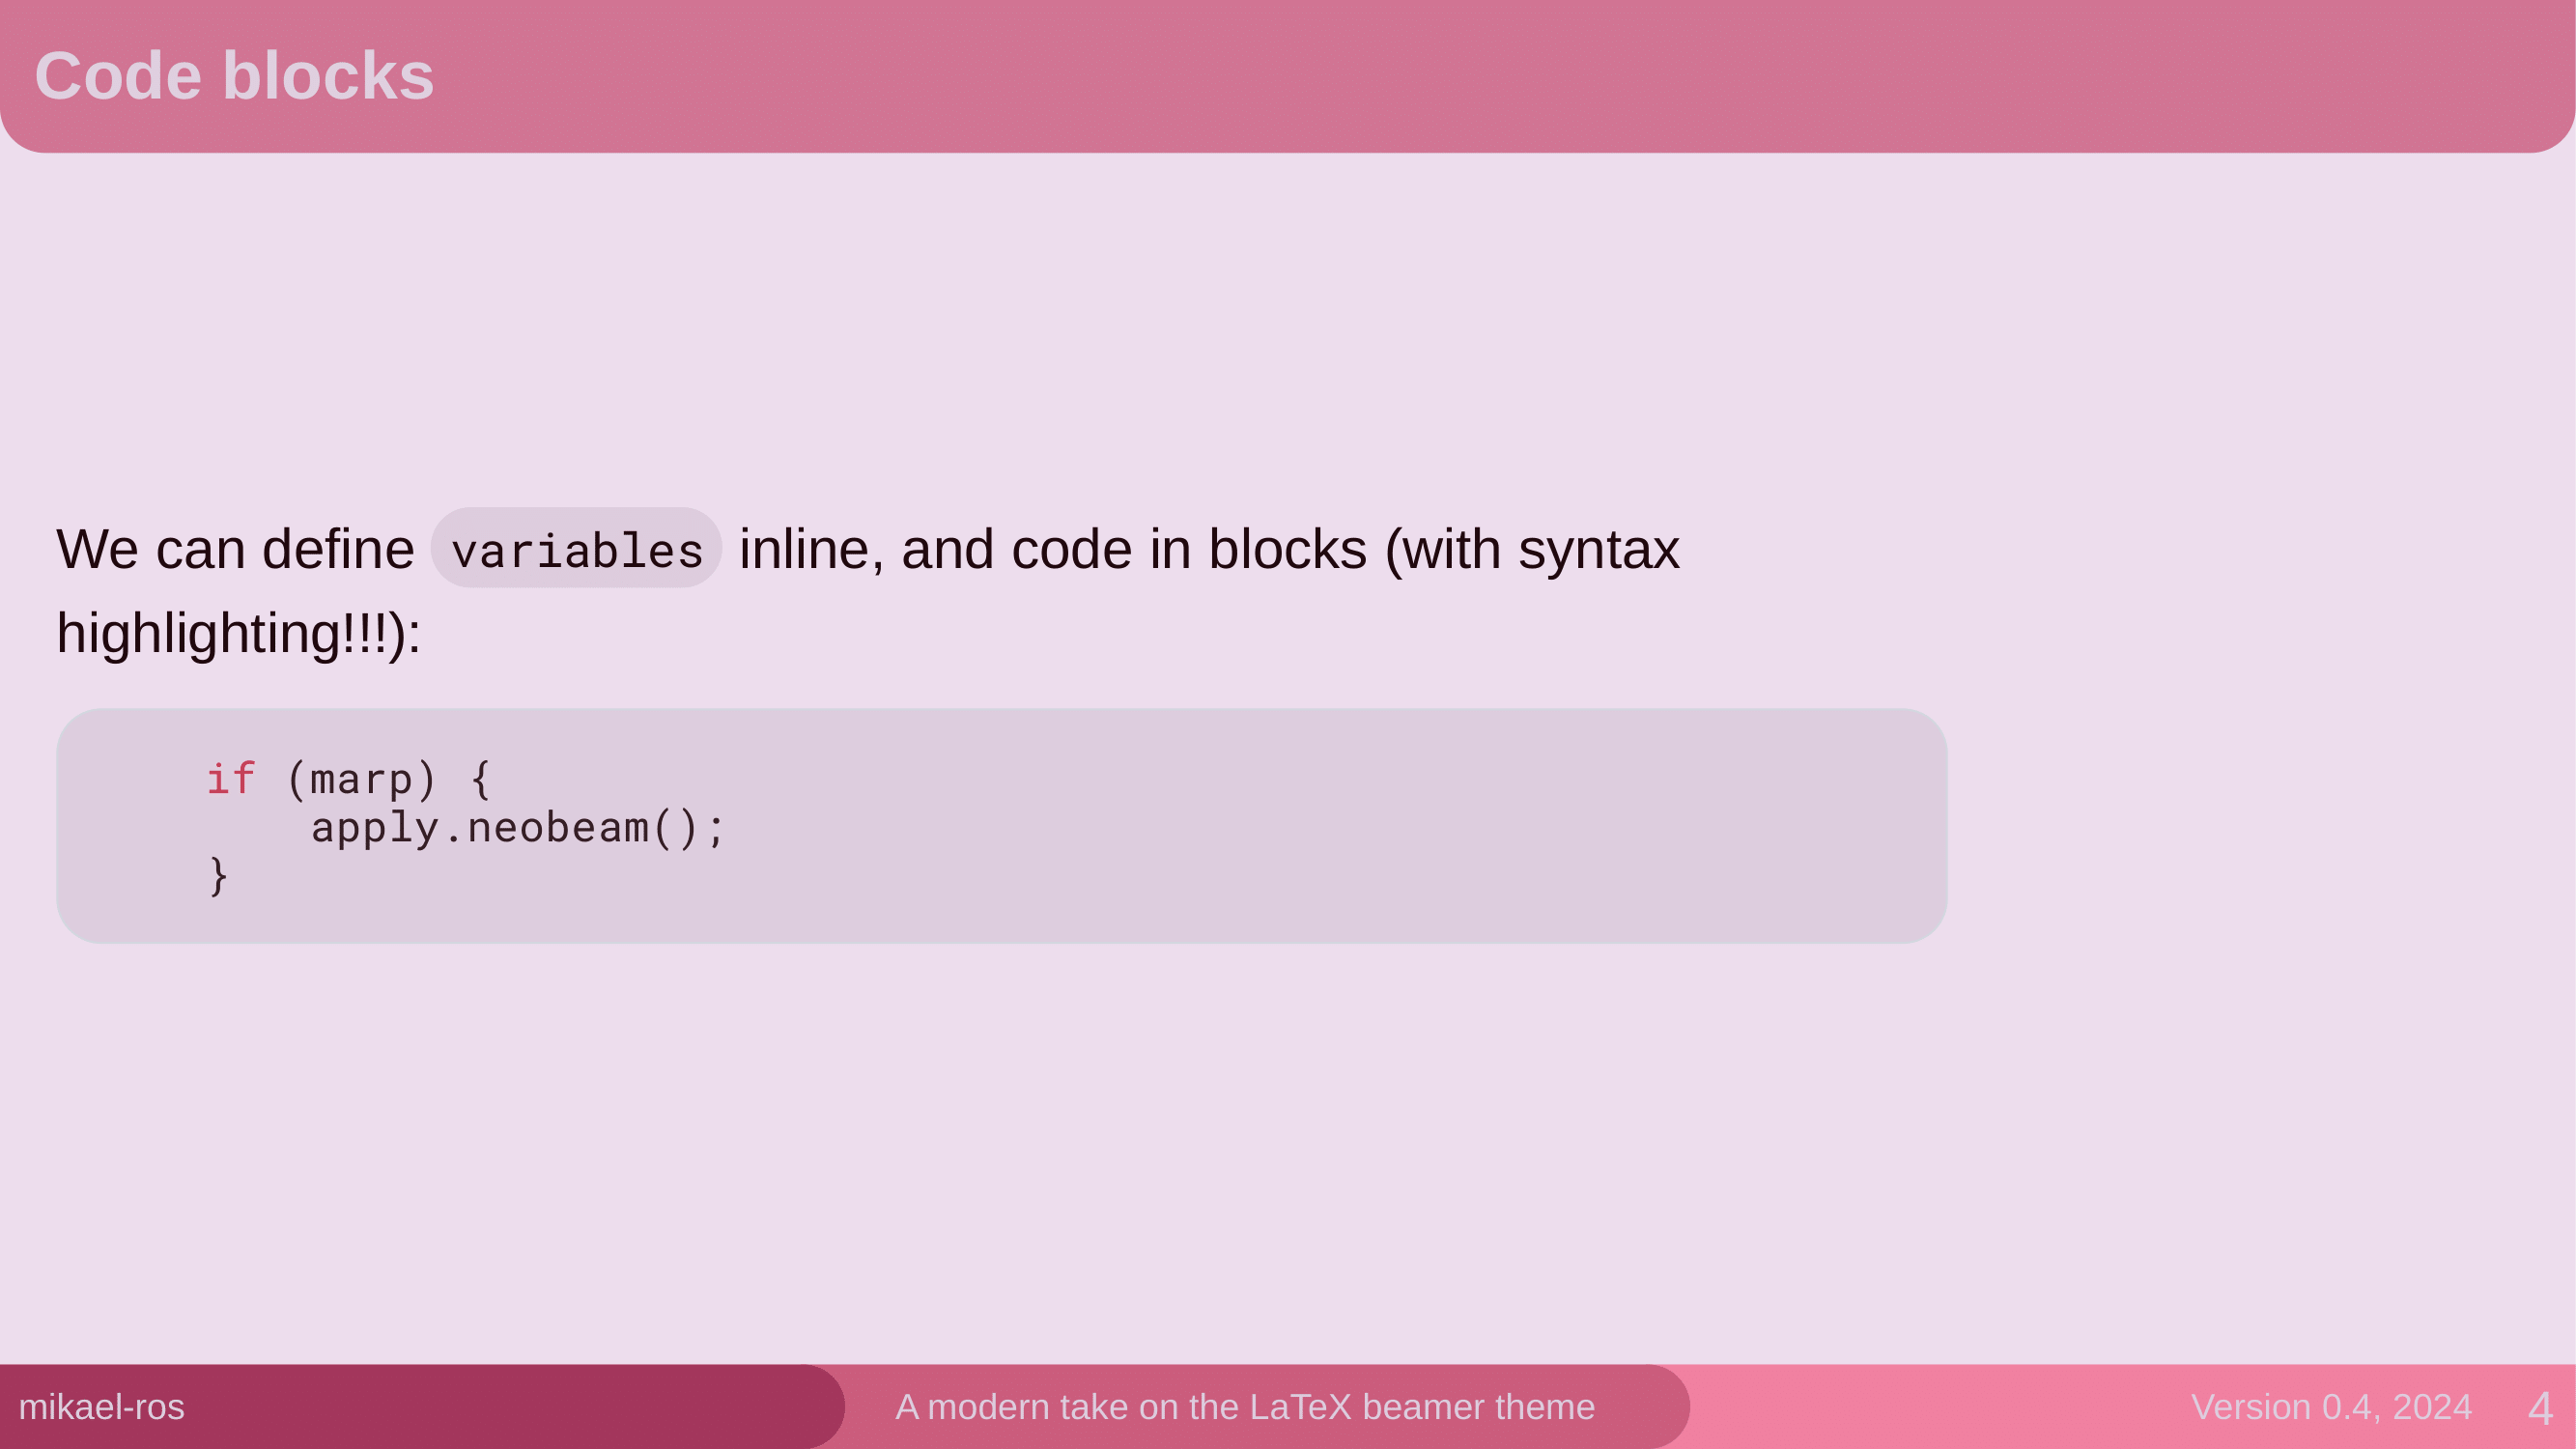 Code blocks
We can define variables inline, and code in blocks (with syntax
highlighting!!!):
if (marp) {
    apply.neobeam();
}
mikael-ros
A modern take on the LaTeX beamer theme
Version 0.4, 2024
4